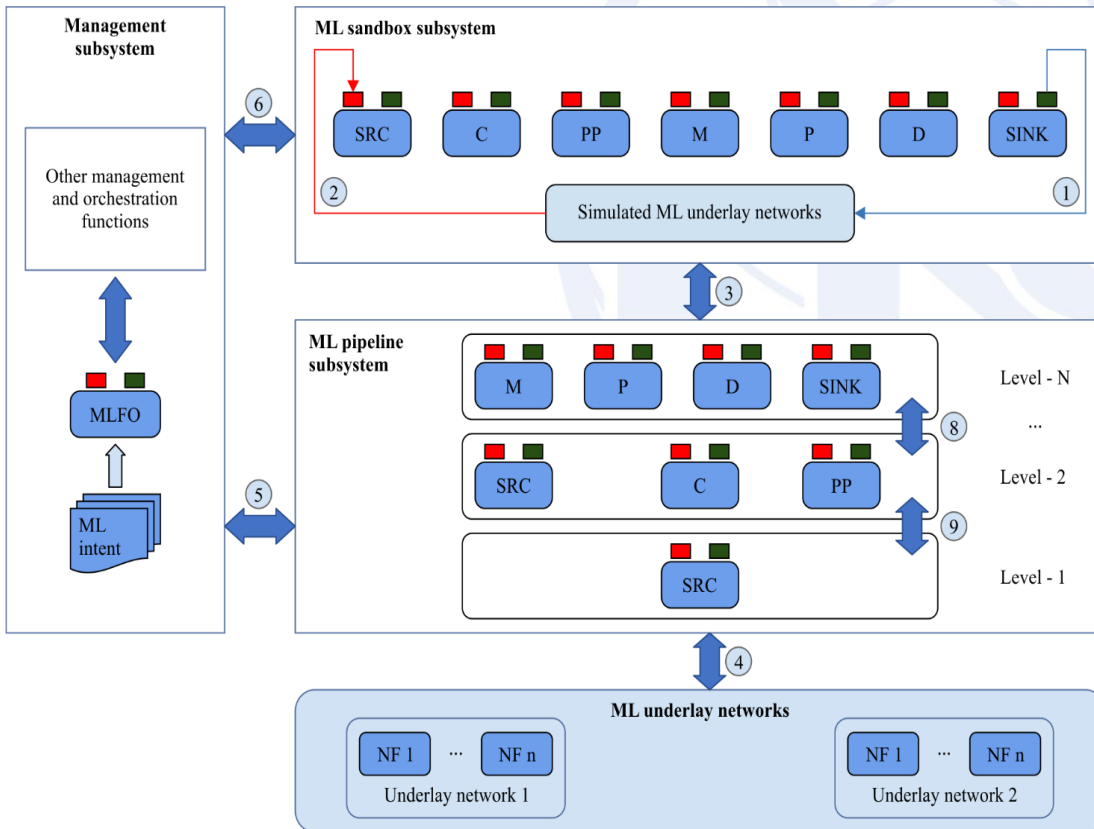 Management
subsystem
Other management
and orchestration
functions
MLFO
ML
intent
6
5
ML sandbox subsystem
SRC
C
PP
M
P
D
SINK
2
Simulated ML underlay networks
1
3
ML pipeline
subsystem
M
P
D
SINK
Level - N
8
...
SRC
C
PP
Level - 2
9
SRC
Level - 1
4
ML underlay networks
NF 1
...
NF n
Underlay network 1
NF 1
...
NF n
Underlay network 2